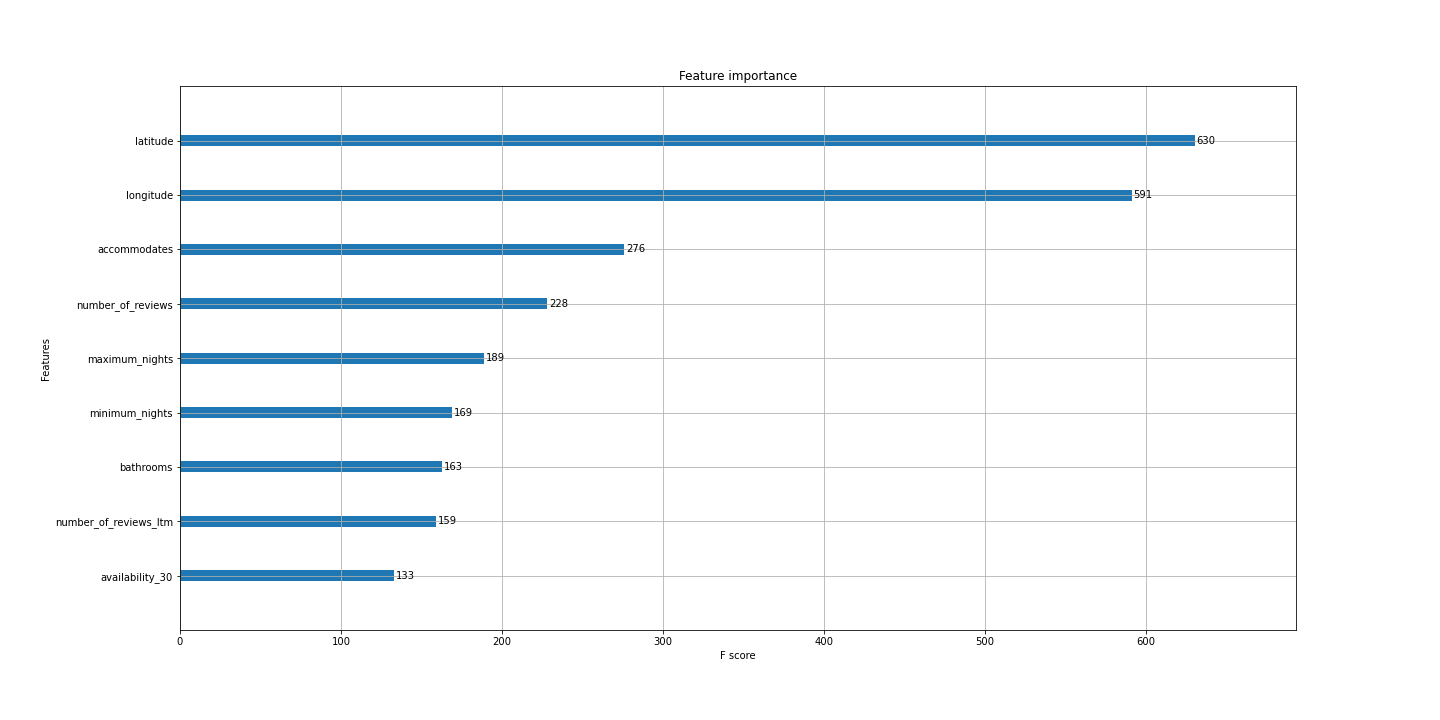 Feature importance
Features
latitude 630
longitude 591
accommodates 276
number_of_reviews 228
maximum_nights 189
minimum_nights 169
bathrooms 163
number_of_reviews_ltm 159
availability_30 133
0 100 200 300 400 500 600
F score